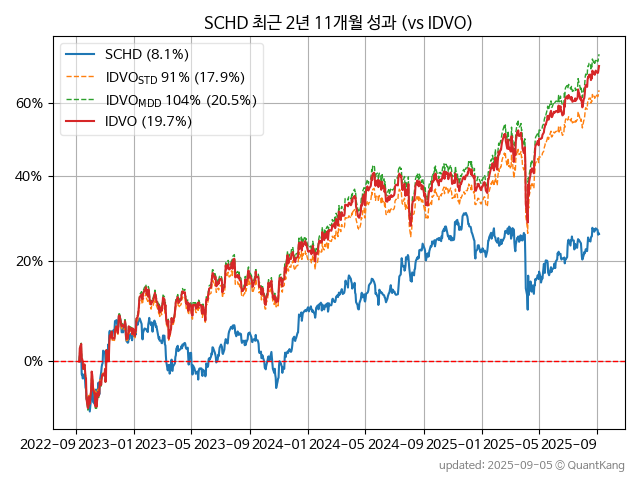 SCHD 최근 2년 11개월 성과 (vs IDVO)
SCHD (8.1%)
IDVO_STD 91% (17.9%)
IDVO_MDD 104% (20.5%)
IDVO (19.7%)
60%
40%
20%
0%
2022-09 2023-01 2023-05 2023-09 2024-01 2024-05 2024-09 2025-01 2025-05 2025-09
updated: 2025-09-05 © QuantKang